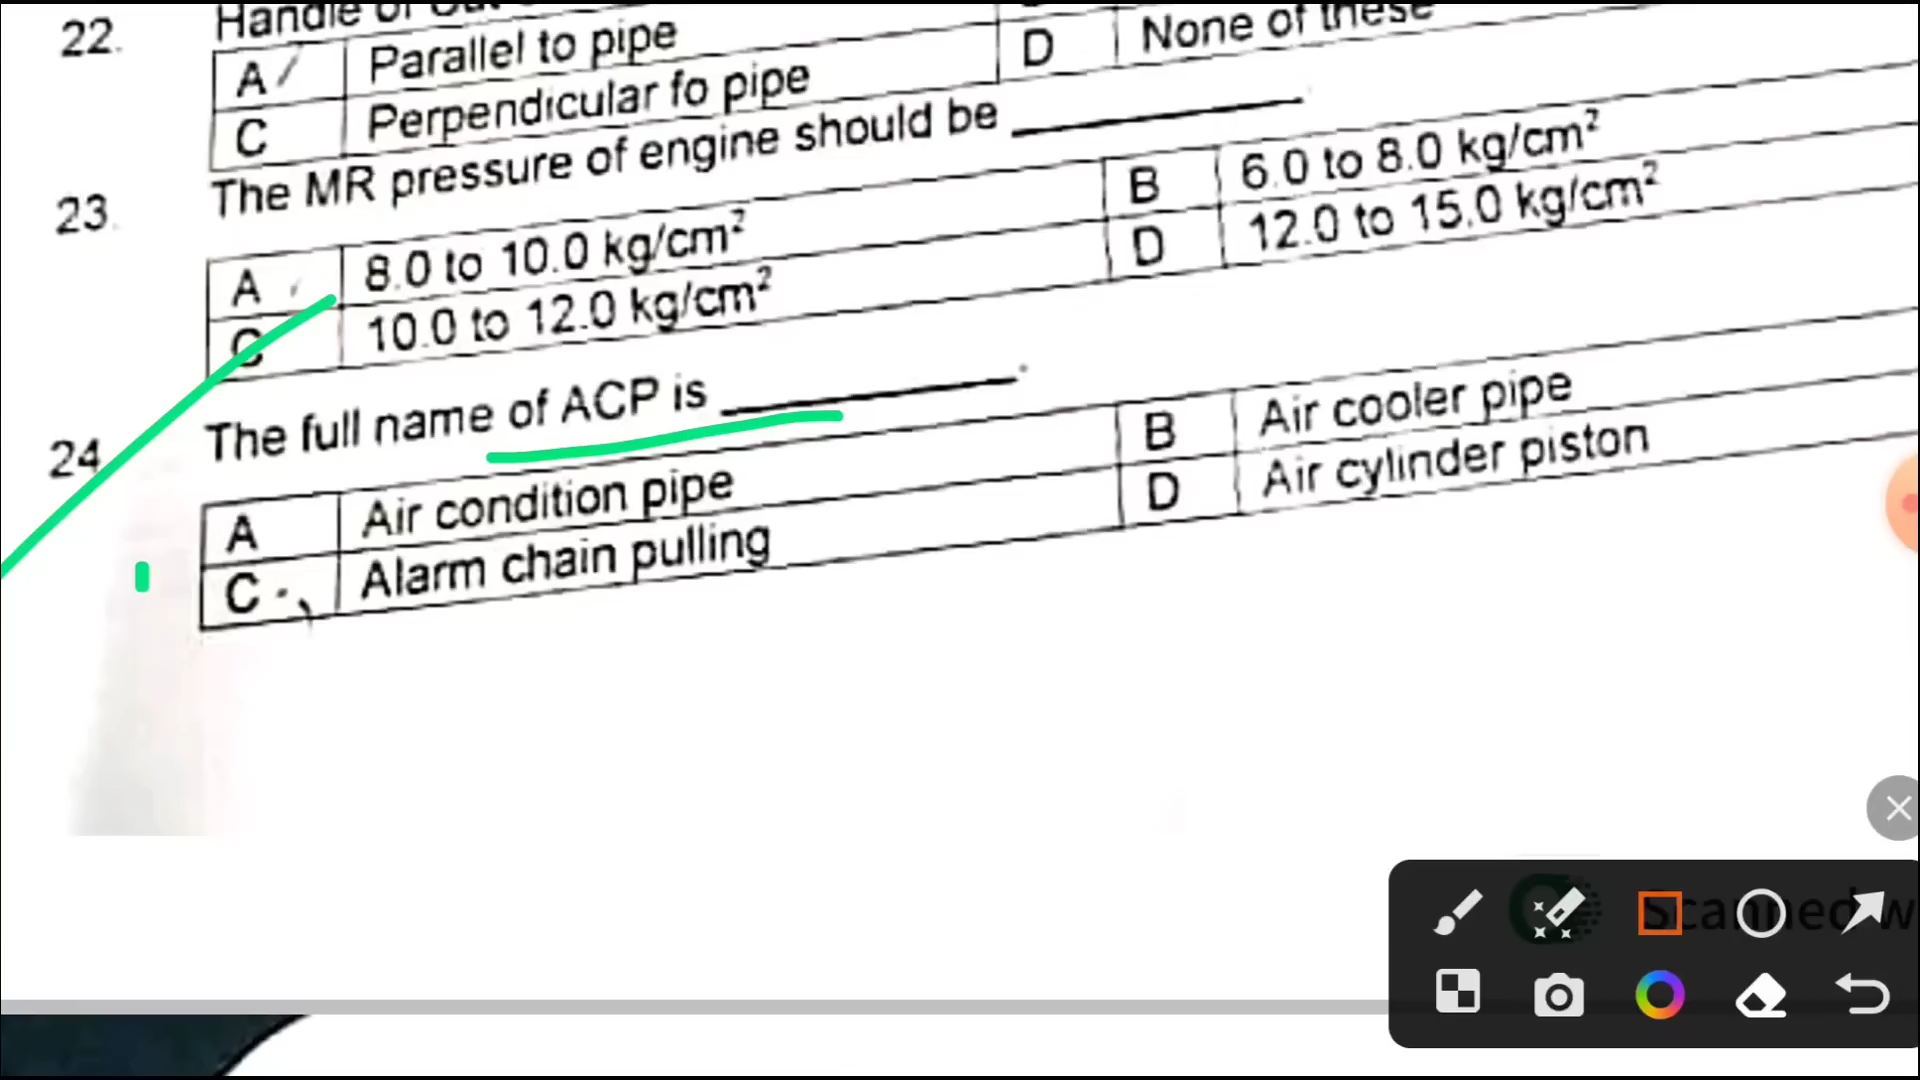 22.
Handle of
A Parallel to pipe
D None of these
C Perpendicular fo pipe
23. The MR pressure of engine should be
A 8.0 to 10.0 kg/cm²
B 6.0 to 8.0 kg/cm²
C 10.0 to 12.0 kg/cm²
D 12.0 to 15.0 kg/cm²
24 The full name of ACP is
A Air condition pipe
B Air cooler pipe
C Alarm chain pulling
D Air cylinder piston
Scanned w